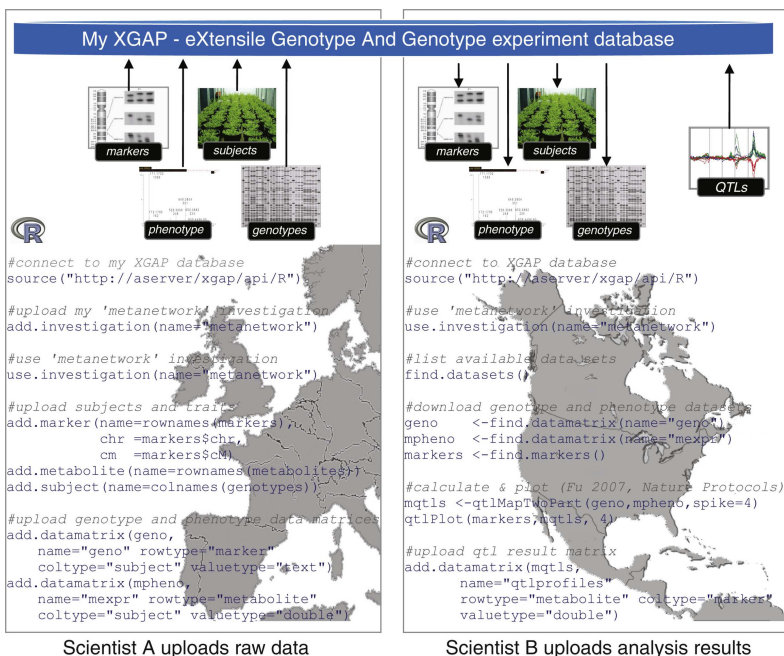 My XGAP - eXtensile Genotype And Genotype experiment database
markers
subjects
phenotype
genotypes
markers
subjects
phenotype
genotypes
QTLs
R
#connect to my XGAP database
source("http://aserver/xgap/api/R")
#upload my 'metanetwork' investigation
add.investigation(name="metanetwork")
#use 'metanetwork' investigation
use.investigation(name="metanetwork")
#upload subjects and traits
add.marker(name=rownames(markers),
chr =markers$chr,
cm =markers$cM)
add.metabolite(name=rownames(metabolites))
add.subject(name=colnames(genotypes))
#upload genotype and phenotype data matrices
add.datamatrix(geno,
name="geno" rowtype="marker"
coltype="subject" valuetype="text")
add.datamatrix(mpheno,
name="mexpr" rowtype="metabolite"
coltype="subject" valuetype="double")
Scientist A uploads raw data
R
#connect to XGAP database
source("http://aserver/xgap/api/R")
#use 'metanetwork' investigation
use.investigation(name="metanetwork")
#list available data sets
find.datasets()
#download genotype and phenotype datasets
geno <-find.datamatrix(name="geno")
mpheno <-find.datamatrix(name="mexpr")
markers <-find.markers()
#calculate & plot (Fu 2007, Nature Protocols)
mqtls <-qtlMapTwoPart(geno,mpheno,spike=4)
qtlPlot(markers,mqtls, 4)
#upload qtl result matrix
add.datamatrix(mqtls,
name="qtlprofiles"
rowtype="metabolite" coltype="marker"
valuetype="double")
Scientist B uploads analysis results